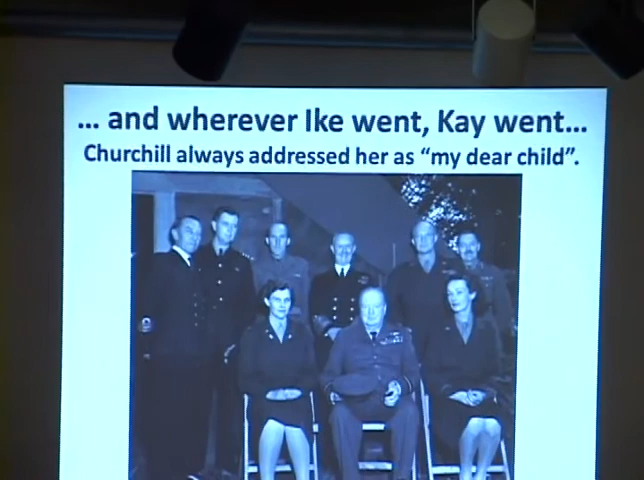 ... and wherever Ike went, Kay went...
Churchill always addressed her as “my dear child”.